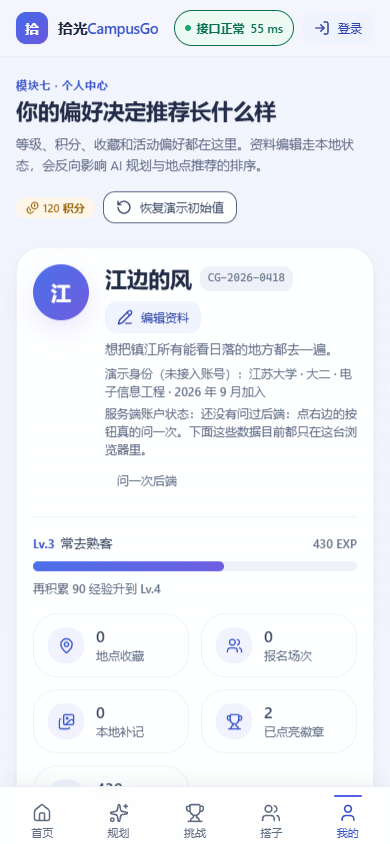 拾 拾光CampusGo 接口正常 55 ms 登录
模块七 · 个人中心
你的偏好决定推荐长什么样
等级、积分、收藏和活动偏好都在这里。资料编辑走本地状
态，会反向影响 AI 规划与地点推荐的排序。
120 积分 恢复演示初始值
江 江边的风 CG-2026-0418
编辑资料
想把镇江所有能看日落的地方都去一遍。
演示身份（未接入账号）：江苏大学 · 大二 · 电
子信息工程 · 2026 年 9 月加入
服务端账户状态：还没有问过后端：点右边的按
钮真的问一次。下面这些数据目前都只在这台浏
览器里。
问一次后端
Lv.3 常去熟客 430 EXP
再积累 90 经验升到 Lv.4
0 0
地点收藏 报名场次
0 2
本地补记 已点亮徽章
首页 规划 挑战 搭子 我的